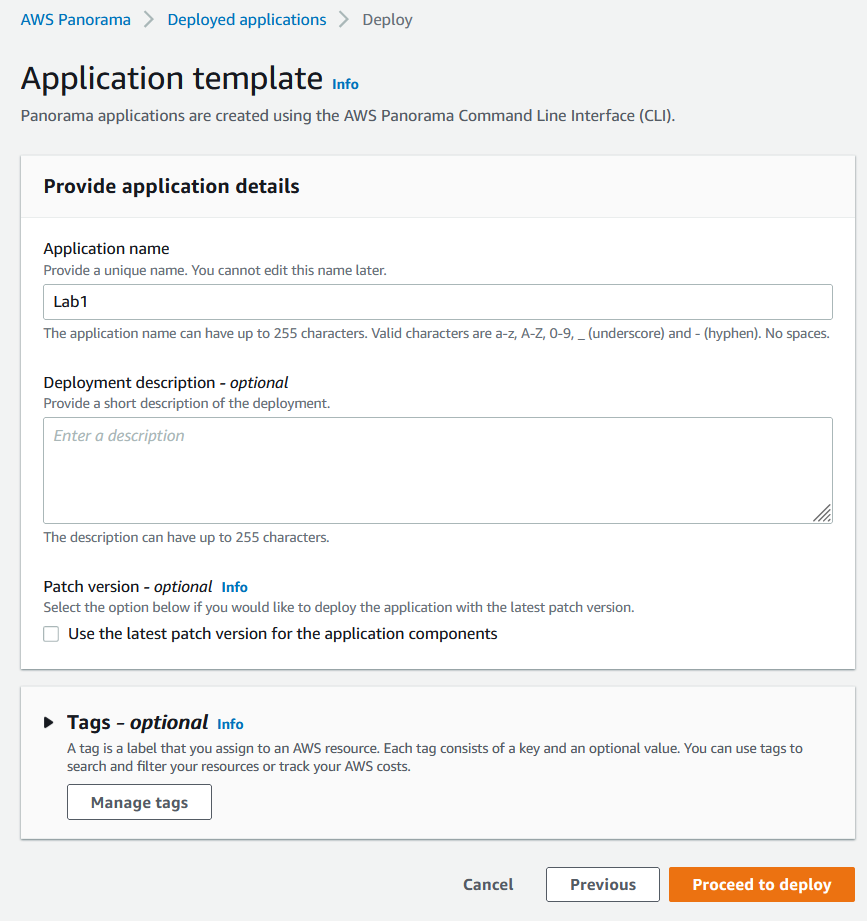 AWS Panorama > Deployed applications > Deploy
Application template Info
Panorama applications are created using the AWS Panorama Command Line Interface (CLI).
Provide application details
Application name
Provide a unique name. You cannot edit this name later.
Lab1
The application name can have up to 255 characters. Valid characters are a-z, A-Z, 0-9, _ (underscore) and - (hyphen). No spaces.
Deployment description - optional
Provide a short description of the deployment.
Enter a description
The description can have up to 255 characters.
Patch version - optional Info
Select the option below if you would like to deploy the application with the latest patch version.
Use the latest patch version for the application components
Tags - optional Info
A tag is a label that you assign to an AWS resource. Each tag consists of a key and an optional value. You can use tags to
search and filter your resources or track your AWS costs.
Manage tags
Cancel Previous Proceed to deploy